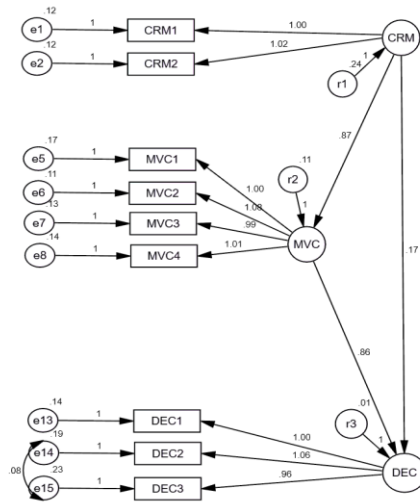 .12
e1 1 CRM1 1.00 CRM
.12
e2 1 CRM2 1.02
1
.24
r1
.87
.17
e5 1 MVC1
.11
r2
.11
e6 1 MVC2 1.00
1.08
1
.13
e7 1 MVC3 .99
MVC
.17
.14
e8 1 MVC4 1.01
.86
.14
e13 1 DEC1
.01
r3
.19
e14 1 DEC2 1.00
1
.08
.23
1.06
DEC
e15 1 DEC3 .96